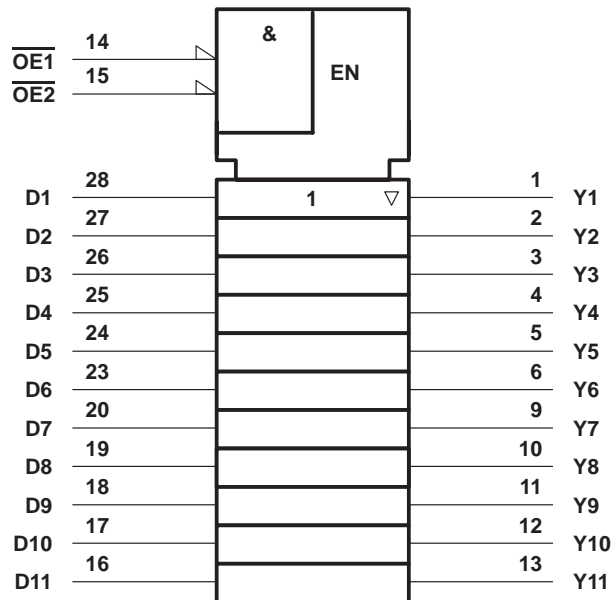 &
EN
OE1 14
OE2 15
D1 28 1 1 Y1
D2 27 2 Y2
D3 26 3 Y3
D4 25 4 Y4
D5 24 5 Y5
D6 23 6 Y6
D7 20 9 Y7
D8 19 10 Y8
D9 18 11 Y9
D10 17 12 Y10
D11 16 13 Y11